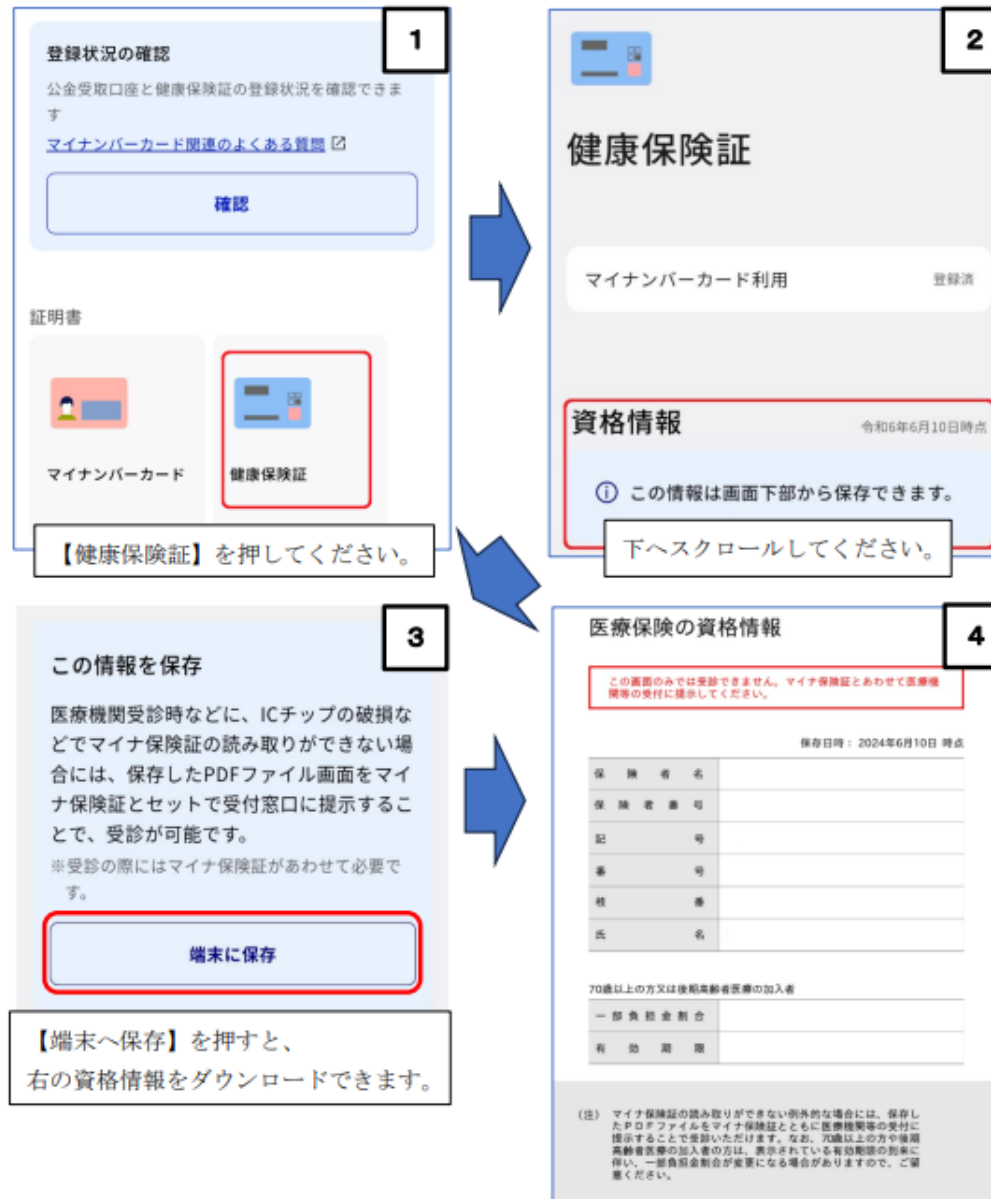 1
登録状況の確認
公金受取口座と健康保険証の登録状況を確認できま
す
マイナンバーカード関連のよくある質問
確認
証明書
マイナンバーカード
健康保険証
【健康保険証】を押してください。
2
健康保険証
マイナンバーカード利用 登録済
資格情報 令和6年6月10日時点
この情報は画面下部から保存できます。
下へスクロールしてください。
3
この情報を保存
医療機関受診時などに、ICチップの破損な
どでマイナ保険証の読み取りができない場
合には、保存したPDFファイル画面をマイ
ナ保険証とセットで受付窓口に提示するこ
とで、受診が可能です。
※受診の際にはマイナ保険証があわせて必要で
す。
端末に保存
【端末へ保存】を押すと、
右の資格情報をダウンロードできます。
4
医療保険の資格情報
この画面のみでは受診できません。マイナ保険証とあわせて医療機
関等の受付に提示してください。
保存日時： 2024年6月10日 時点
保険者名
保険者番号
記号
番号
枝番
氏名
70歳以上の方又は後期高齢者医療の加入者
一部負担金割合
有効期限
（注） マイナ保険証の読み取りができない例外的な場合には、保存し
たPDFファイルをマイナ保険証とともに医療機関等の受付に
提示することで受診いただけます。なお、70歳以上の方や後期
高齢者医療の加入者の方は、表示されている有効期限の到来に
伴い、一部負担金割合が変更になる場合がありますので、ご留
意ください。